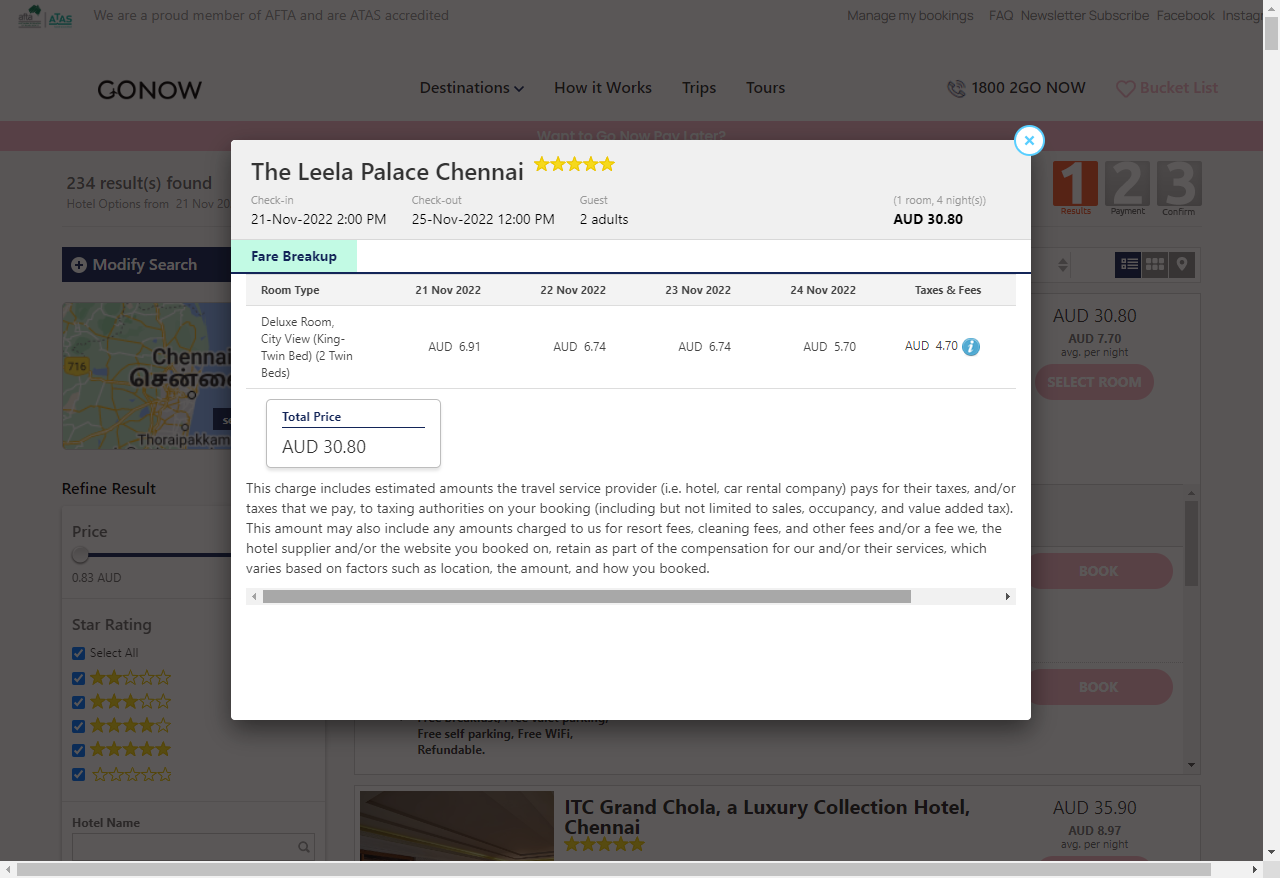 We are a proud member of AFTA and are ATAS accredited
Manage my bookings FAQ Newsletter Subscribe Facebook
GONOW
Destinations How it Works Trips Tours 1800 2GO NOW Bucket List
Want to Go Now Pay Later?
234 result(s) found
Hotel Options from 21 Nov
1 2 3
Results Payment Confirm
The Leela Palace Chennai
Check-in Check-out Guest (1 room, 4 night(s))
21-Nov-2022 2:00 PM 25-Nov-2022 12:00 PM 2 adults AUD 30.80
Fare Breakup
Room Type 21 Nov 2022 22 Nov 2022 23 Nov 2022 24 Nov 2022 Taxes & Fees
Deluxe Room,
City View (King-
Twin Bed) (2 Twin
Beds)
AUD 6.91 AUD 6.74 AUD 6.74 AUD 5.70 AUD 4.70
Total Price
AUD 30.80
This charge includes estimated amounts the travel service provider (i.e. hotel, car rental company) pays for their taxes, and/or
taxes that we pay, to taxing authorities on your booking (including but not limited to sales, occupancy, and value added tax).
This amount may also include any amounts charged to us for resort fees, cleaning fees, and other fees and/or a fee we, the
hotel supplier and/or the website you booked on, retain as part of the compensation for our and/or their services, which
varies based on factors such as location, the amount, and how you booked.
Modify Search
Chennai
சென்னை
716
Thoraipakkam
Refine Result
Price
0.83 AUD
Star Rating
Select All
Hotel Name
AUD 30.80
AUD 7.70
avg. per night
SELECT ROOM
BOOK
BOOK
Free breakfast, Free valet parking,
Free self parking, Free WiFi,
Refundable.
ITC Grand Chola, a Luxury Collection Hotel,
Chennai
AUD 35.90
AUD 8.97
avg. per night